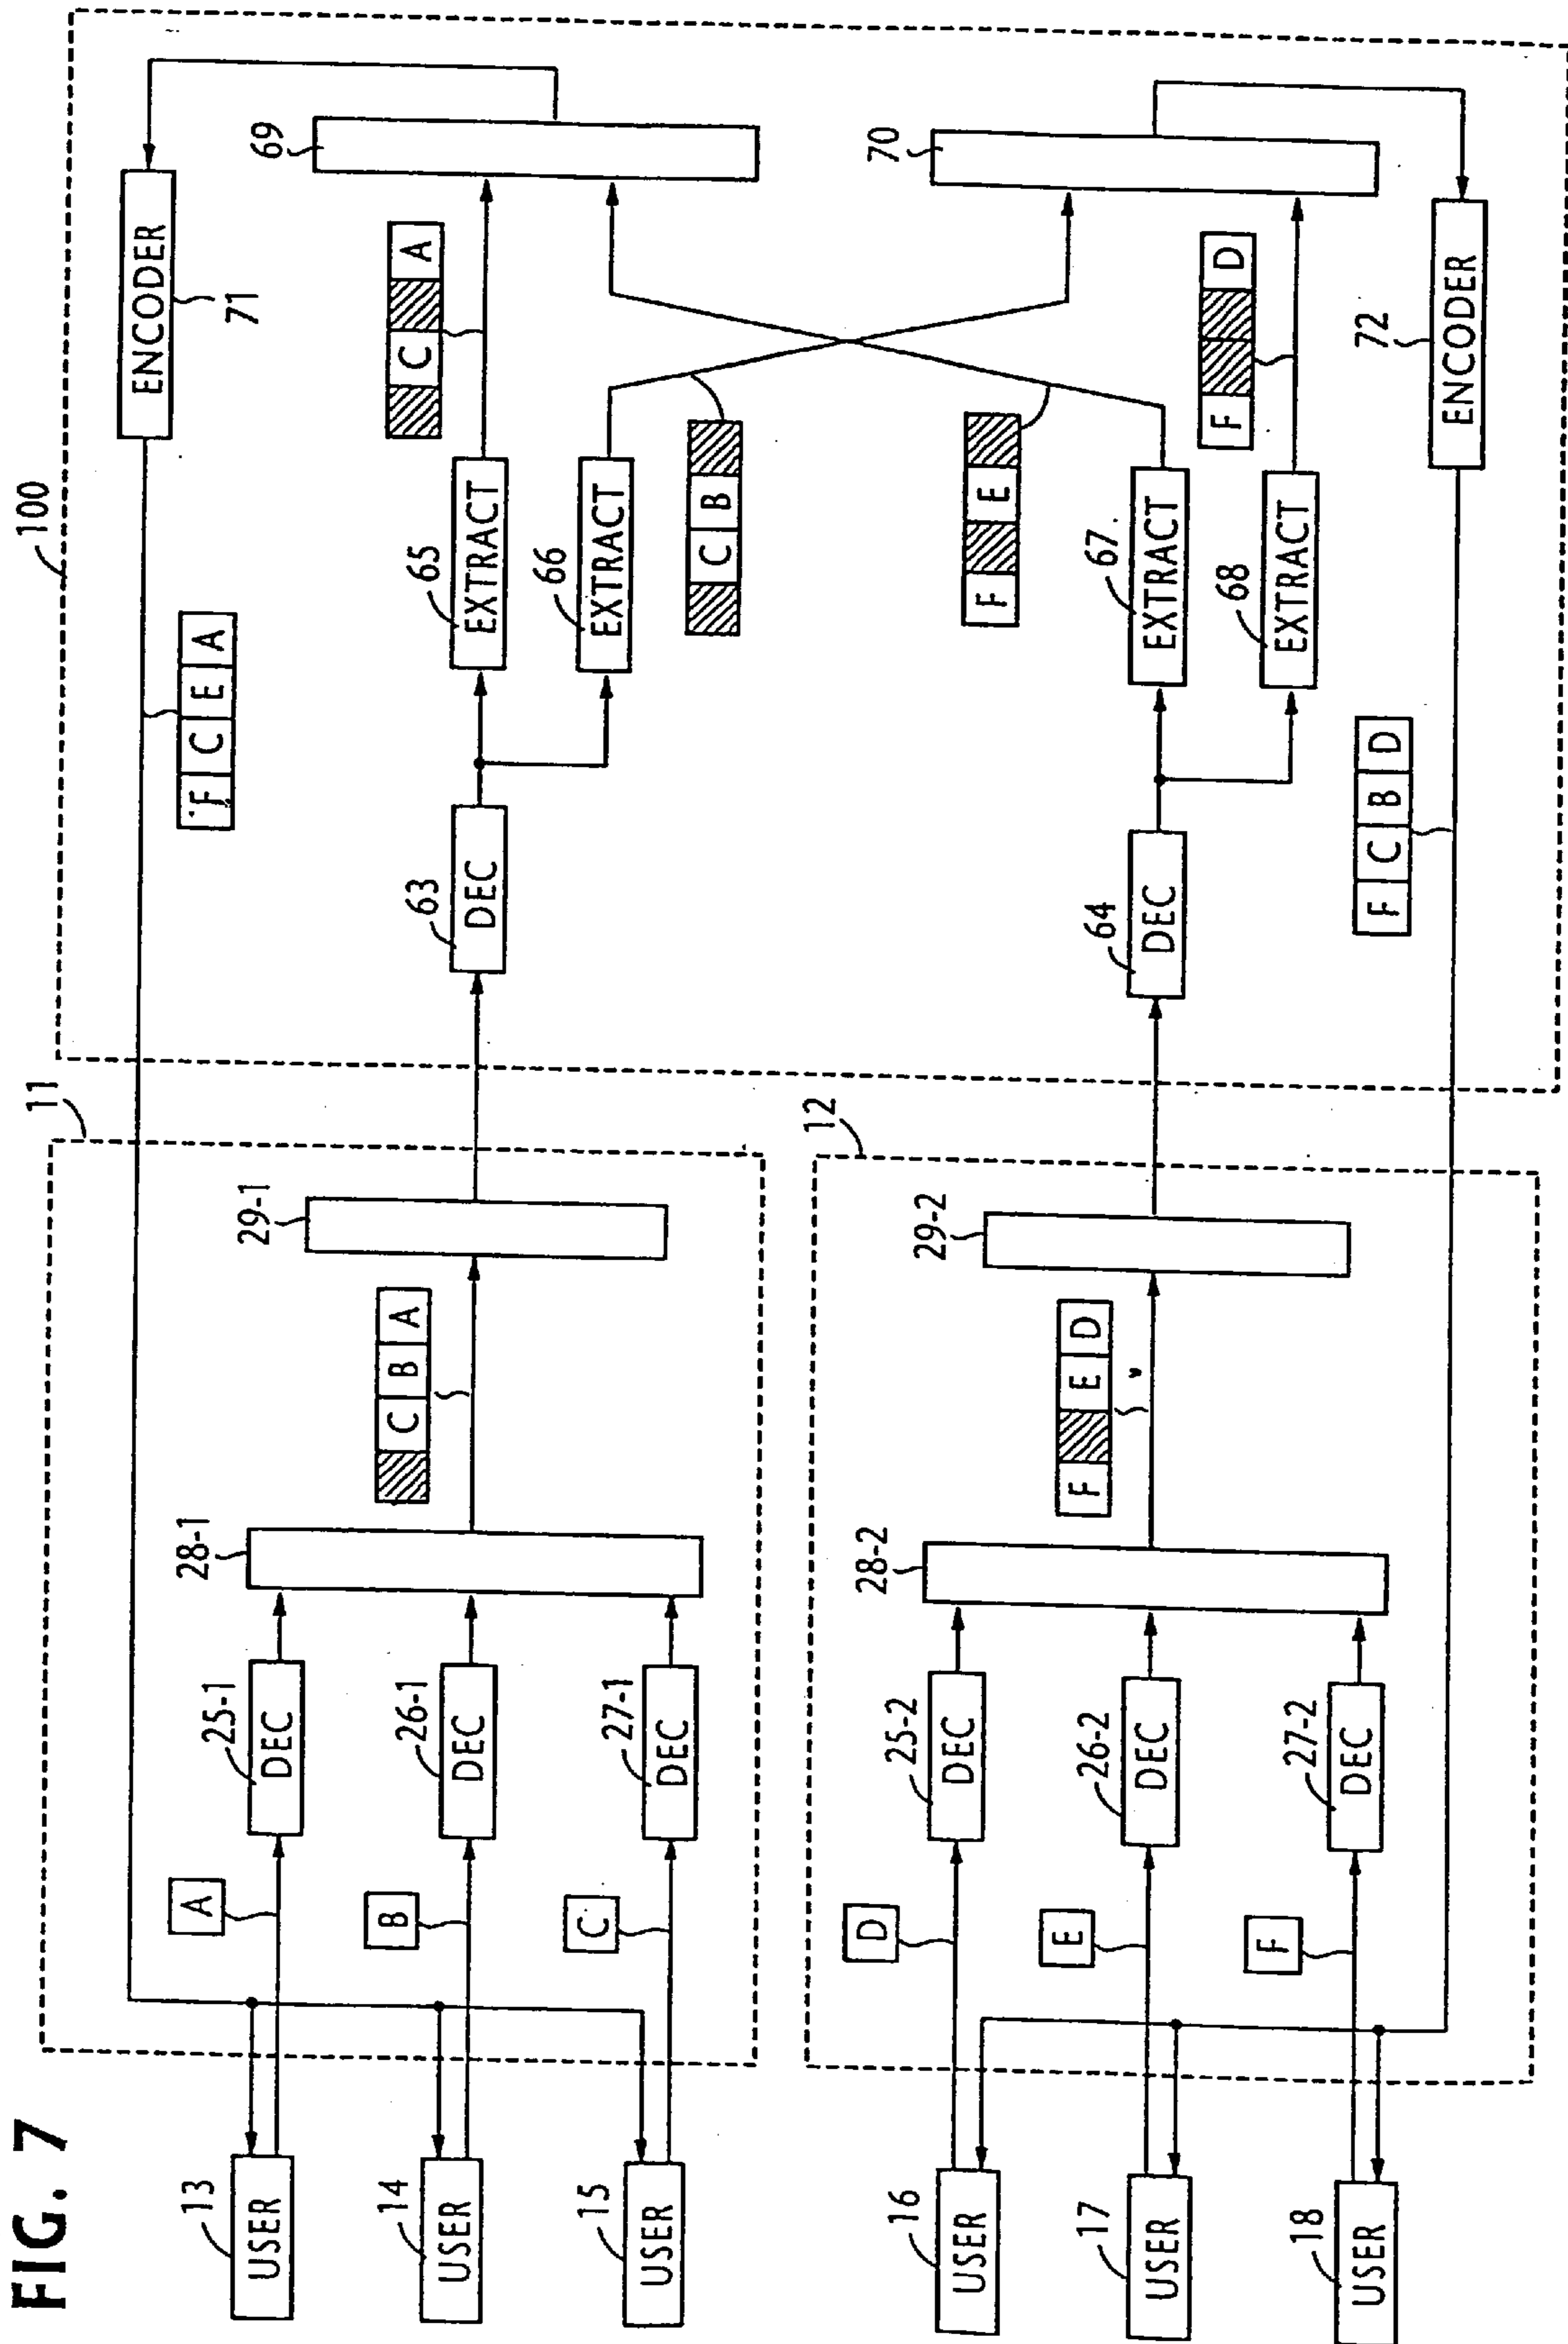 FIG. 7
100
11
ENCODER
71
F C E A
13
USER
A
25-1
DEC
28-1
14
USER
B
26-1
DEC
C B A
29-1
63
DEC
65
EXTRACT
C A
69
15
USER
C
27-1
DEC
66
EXTRACT
C B
12
16
USER
D
25-2
DEC
28-2
F E
70
17
USER
E
26-2
DEC
F E D
29-2
64
DEC
67
EXTRACT
F D
18
USER
F
27-2
DEC
68
EXTRACT
F C B D
72
ENCODER